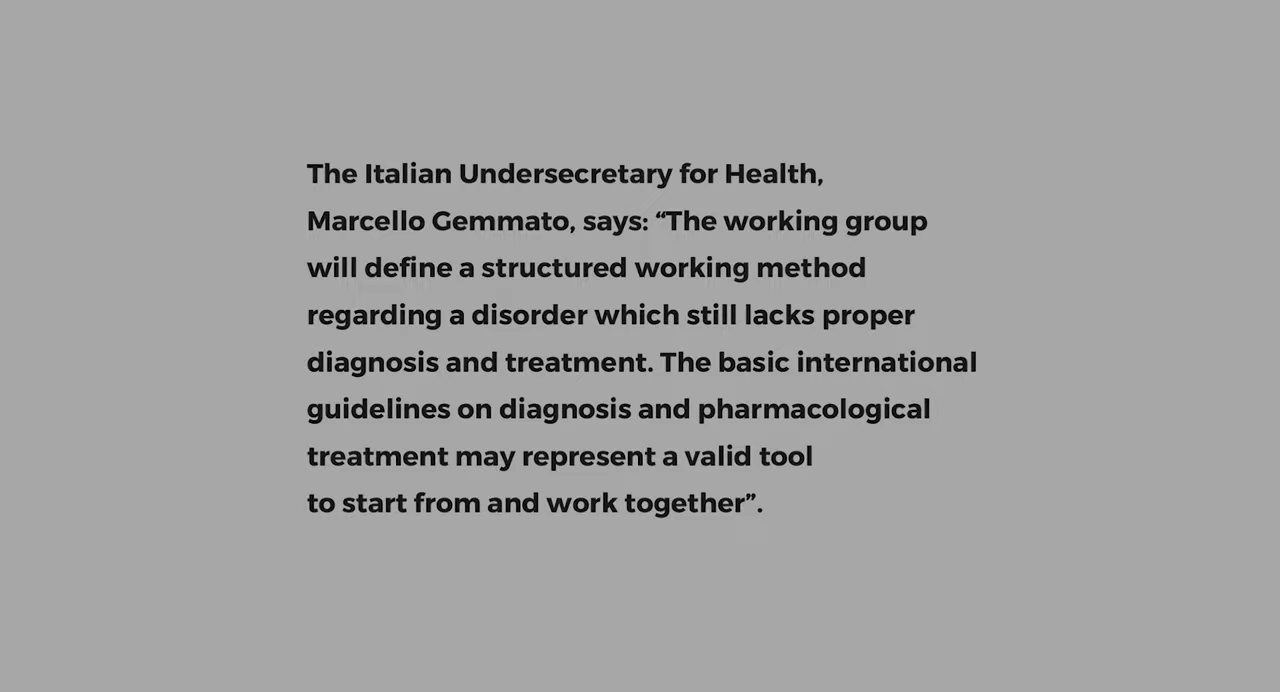 The Italian Undersecretary for Health,
Marcello Gemmato, says: “The working group
will define a structured working method
regarding a disorder which still lacks proper
diagnosis and treatment. The basic international
guidelines on diagnosis and pharmacological
treatment may represent a valid tool
to start from and work together”.